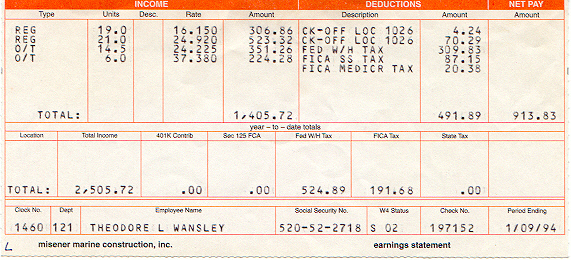 INCOME DEDUCTIONS NET PAY
Type Units Desc. Rate Amount Description Amount Amount
REG 19.0 16.150 306.86 CK-OFF LOC 1026 4.24
REG 21.0 24.920 523.32 CK-OFF LOC 1026 70.29
O/T 14.5 24.225 351.26 FED W/H TAX 309.83
O/T 6.0 37.380 224.28 FICA SS TAX 87.15
FICA MEDICR TAX 20.38
TOTAL: 1,405.72 491.89 913.83
year – to – date totals
Location Total Income 401K Contrib Sec 125 FCA Fed W/H Tax FICA Tax State Tax
TOTAL: 2,505.72 .00 .00 524.89 191.68 .00
Clock No. Dept Employee Name Social Security No. W4 Status Check No. Period Ending
1460 121 THEODORE L WANSLEY 520-52-2718 S 02 197152 1/09/94
L misener marine construction, inc. earnings statement